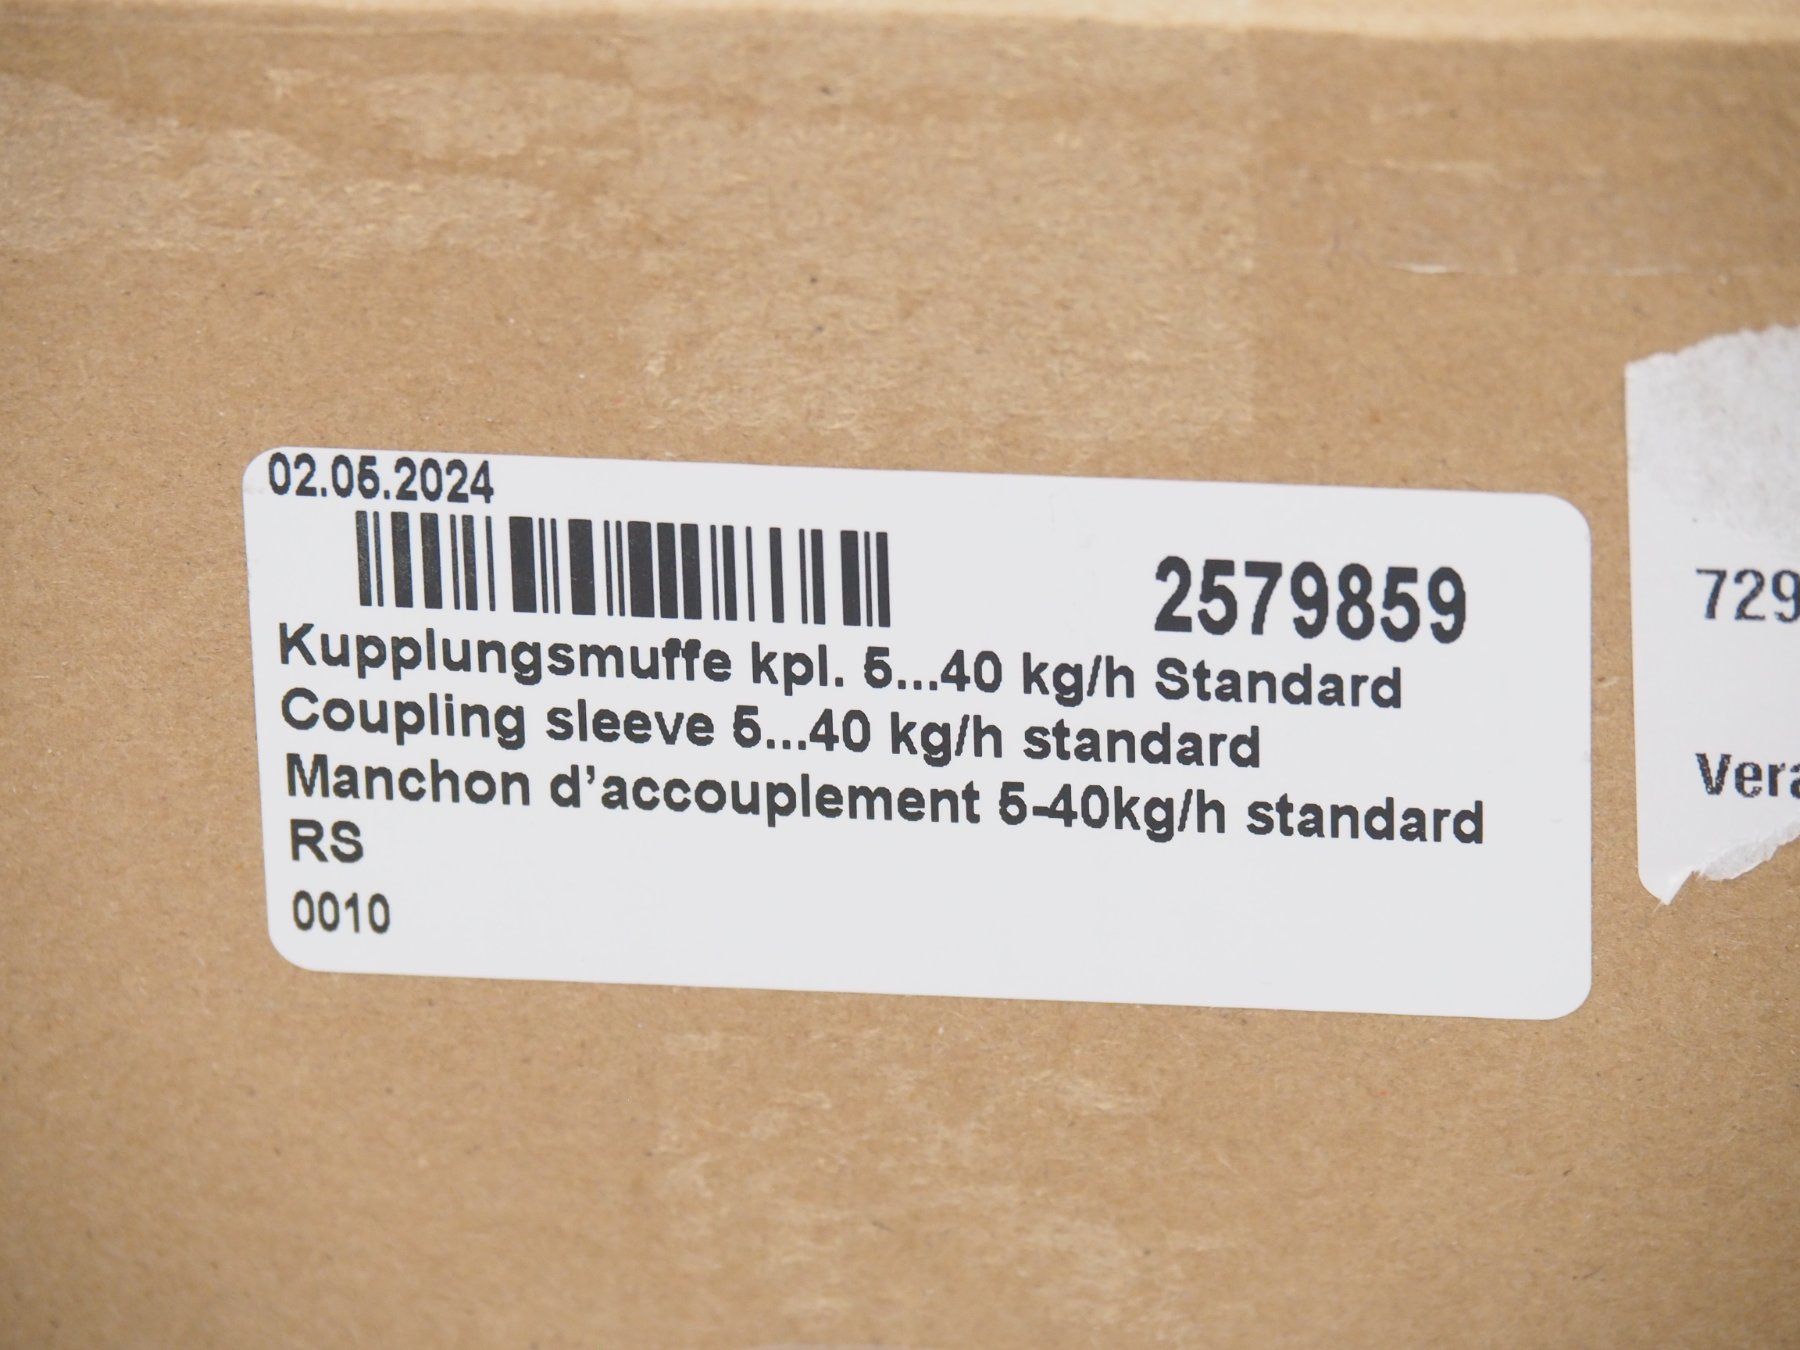 02.05.2024
2579859
Kupplungsmuffe kpl. 5...40 kg/h Standard
Coupling sleeve 5...40 kg/h standard
Manchon d’accouplement 5-40kg/h standard
RS
0010
729